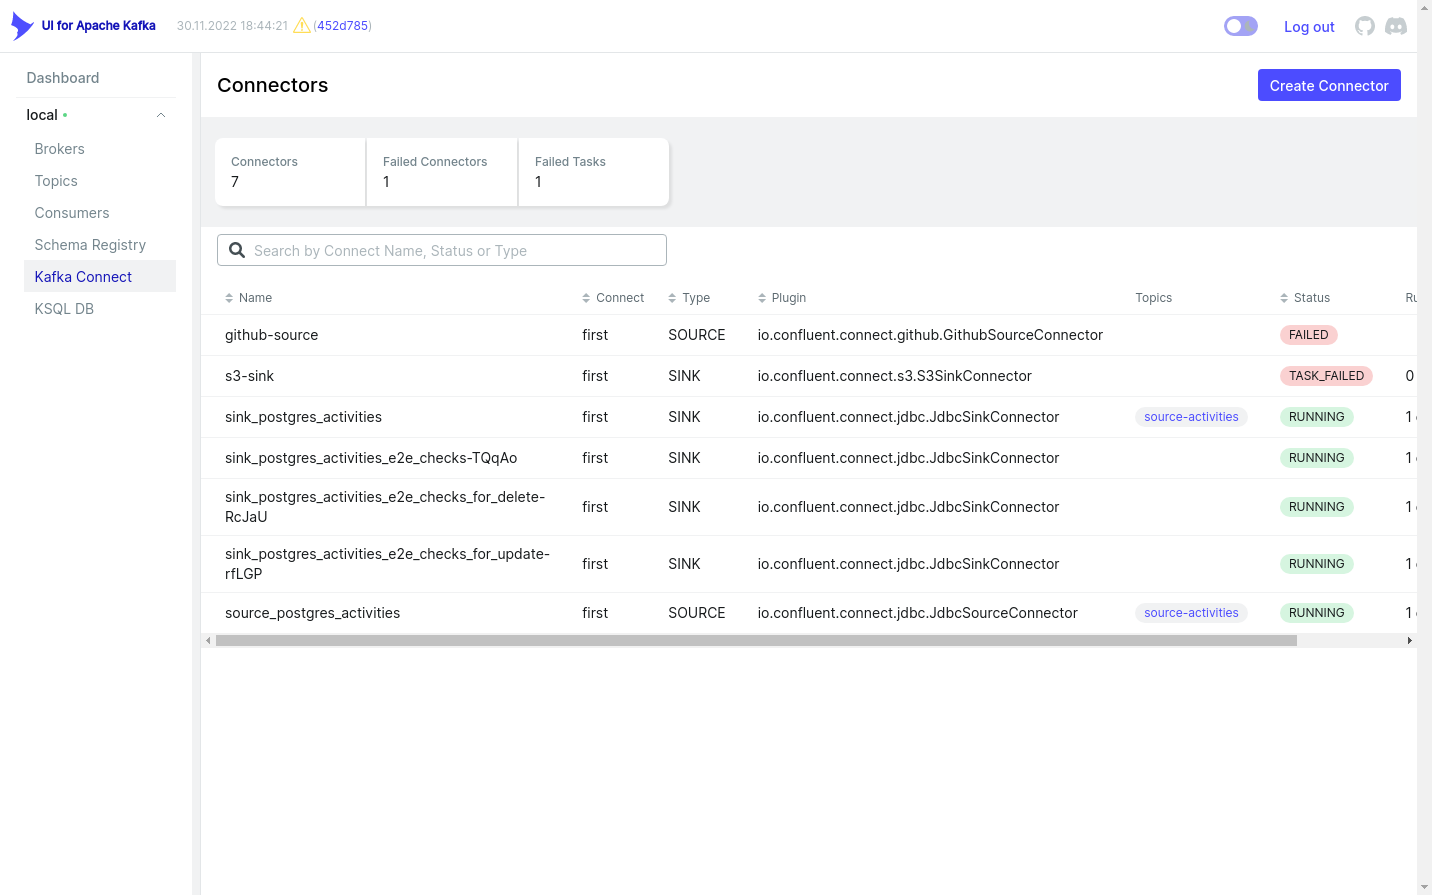 UI for Apache Kafka 30.11.2022 18:44:21 (452d785) Log out
Dashboard
local
Brokers
Topics
Consumers
Schema Registry
Kafka Connect
KSQL DB
Connectors
Create Connector
Connectors Failed Connectors Failed Tasks
7 1 1
Search by Connect Name, Status or Type
Name Connect Type Plugin Topics Status
github-source first SOURCE io.confluent.connect.github.GithubSourceConnector FAILED
s3-sink first SINK io.confluent.connect.s3.S3SinkConnector TASK_FAILED 0
sink_postgres_activities first SINK io.confluent.connect.jdbc.JdbcSinkConnector source-activities RUNNING 1
sink_postgres_activities_e2e_checks-TQqAo first SINK io.confluent.connect.jdbc.JdbcSinkConnector RUNNING 1
sink_postgres_activities_e2e_checks_for_delete-
RcJaU first SINK io.confluent.connect.jdbc.JdbcSinkConnector RUNNING 1
sink_postgres_activities_e2e_checks_for_update-
rfLGP first SINK io.confluent.connect.jdbc.JdbcSinkConnector RUNNING 1
source_postgres_activities first SOURCE io.confluent.connect.jdbc.JdbcSourceConnector source-activities RUNNING 1